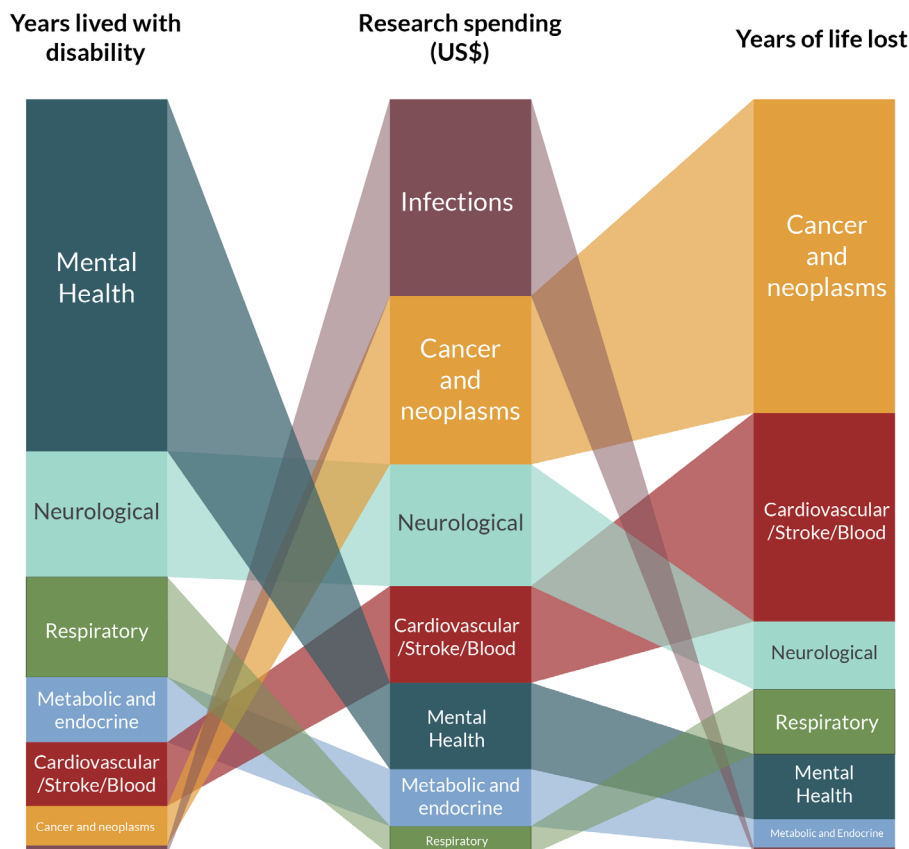 Years lived with
disability
Research spending
(US$)
Years of life lost
Mental
Health
Neurological
Respiratory
Metabolic and
endocrine
Cardiovascular
/Stroke/Blood
Cancer and neoplasms
Infections
Cancer
and
neoplasms
Neurological
Cardiovascular
/Stroke/Blood
Mental
Health
Metabolic and
endocrine
Respiratory
Cancer
and
neoplasms
Cardiovascular
/Stroke/Blood
Neurological
Respiratory
Mental
Health
Metabolic and Endocrine